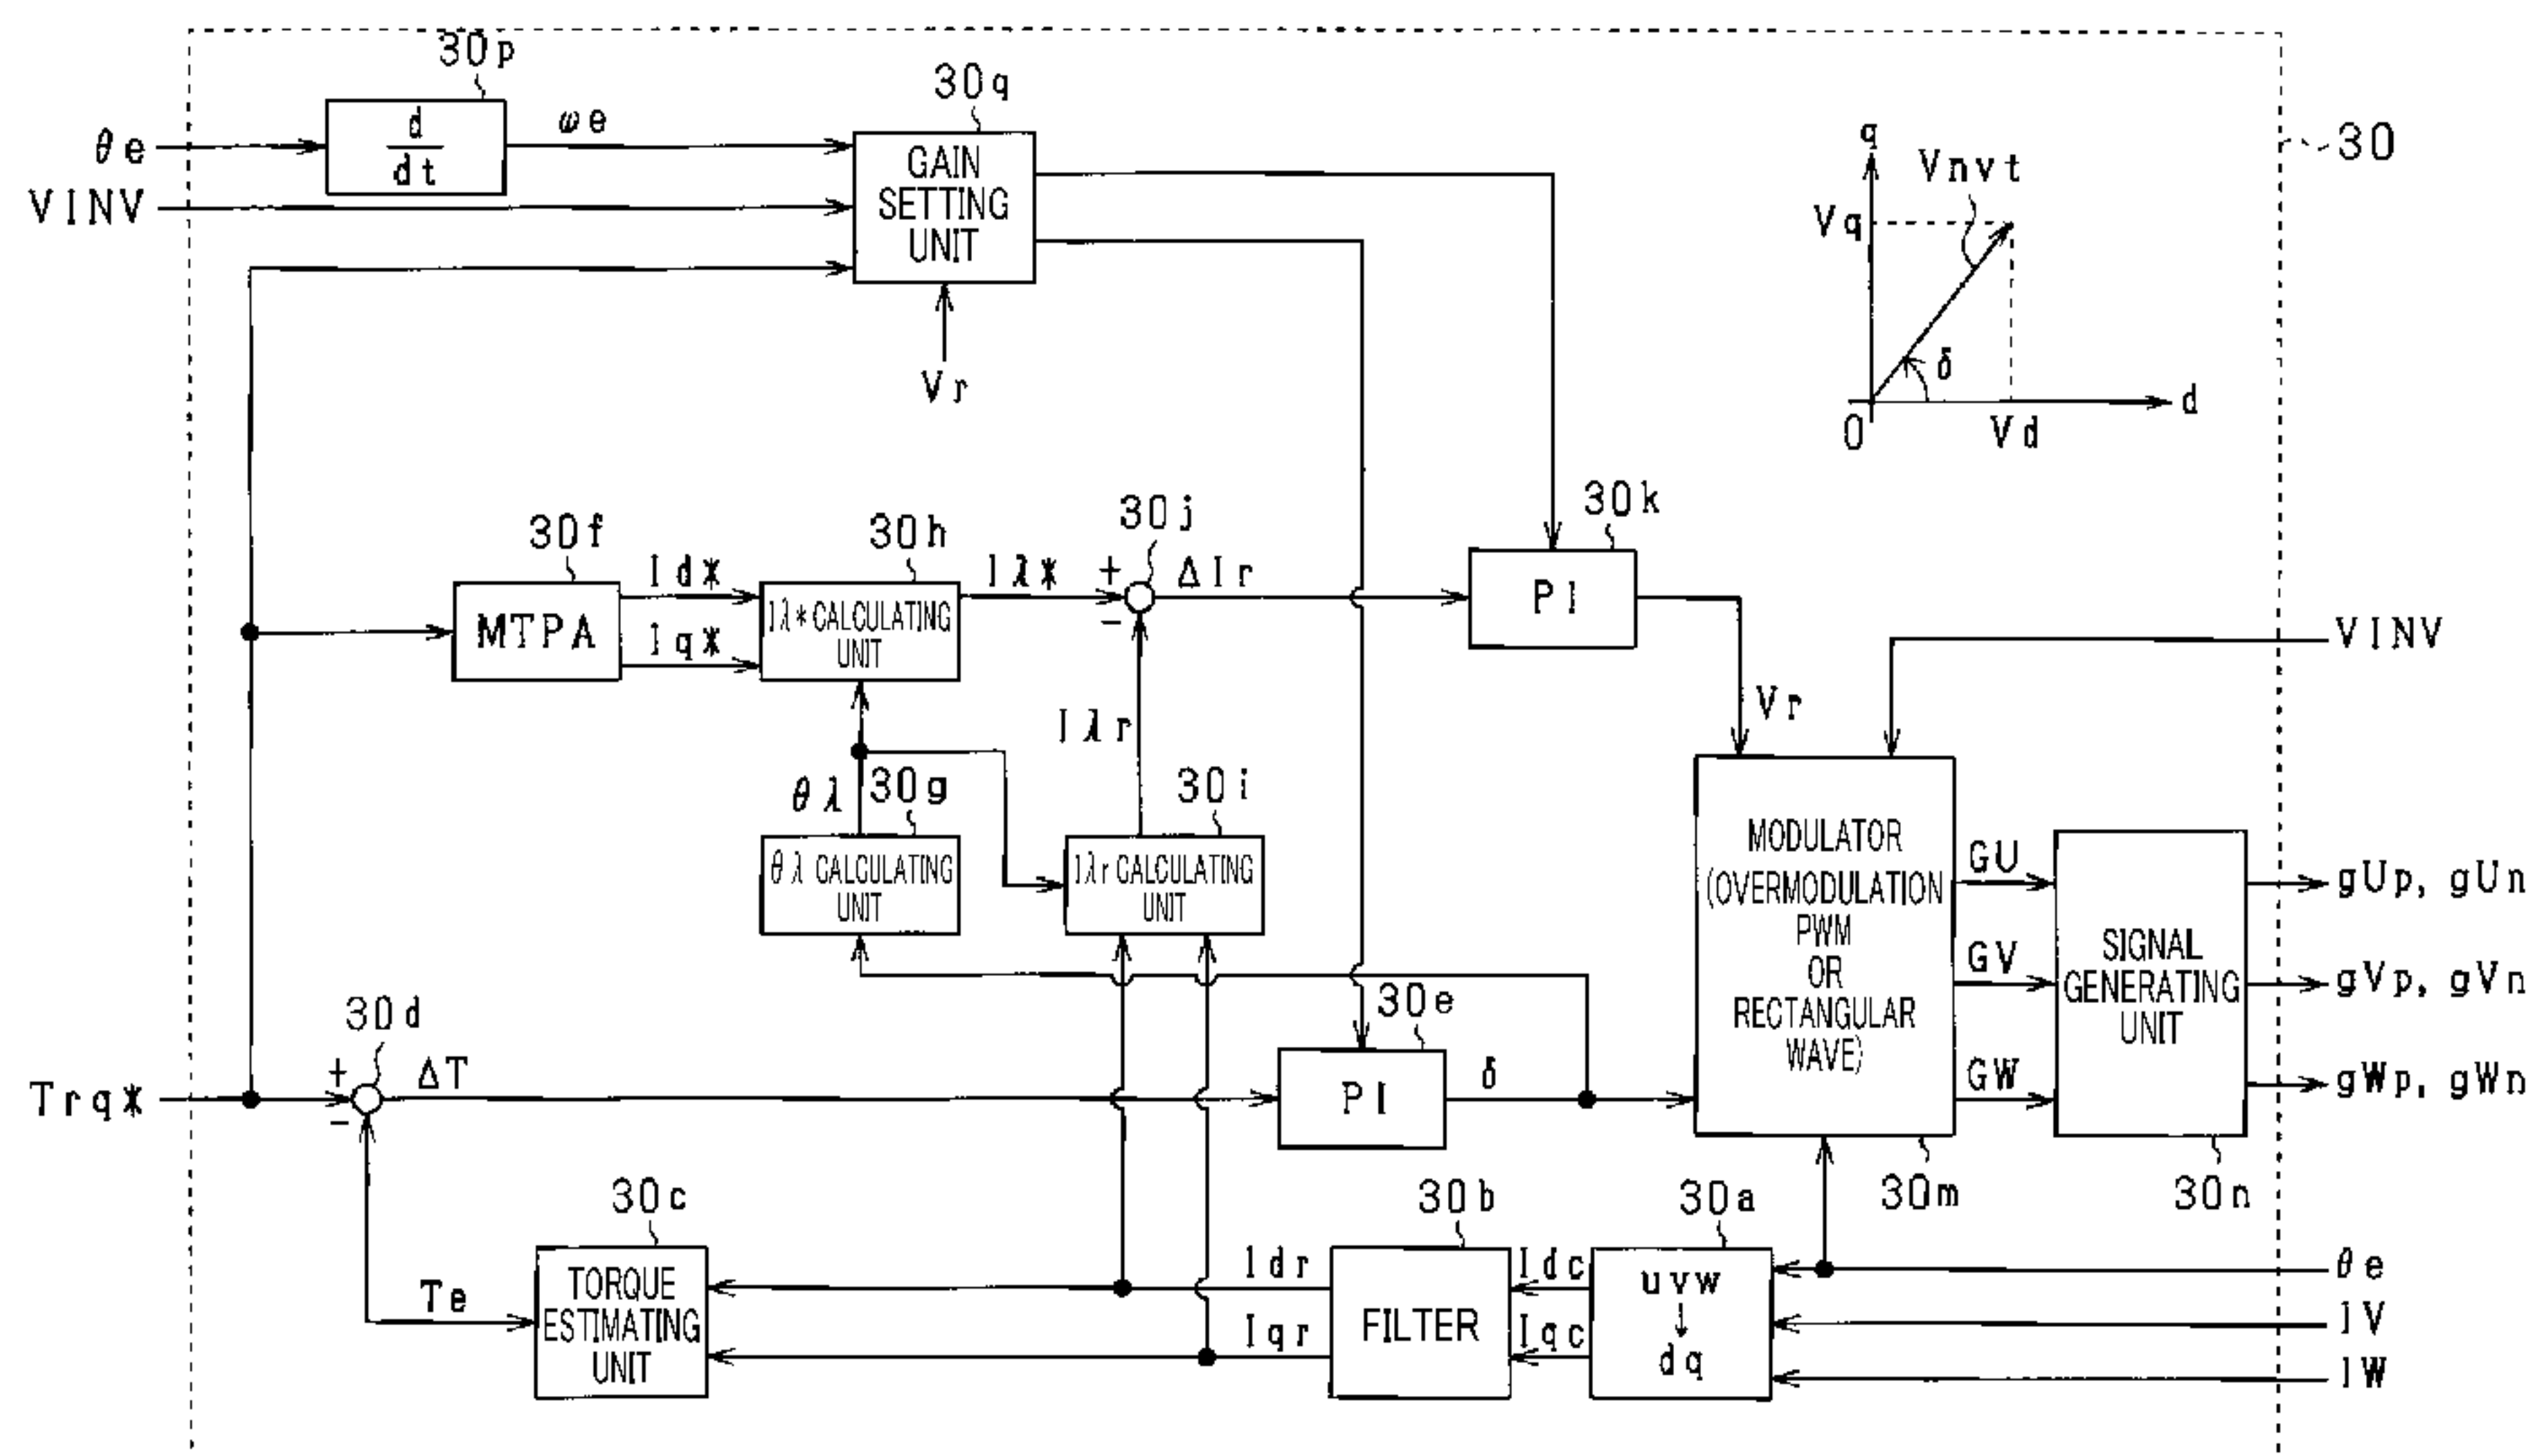 30p
30q
θe
d
dt
ωe
VINV
GAIN
SETTING
UNIT
Vr
30
q
Vnvt
Vq
δ
d
0
Vd
30f
Id*
MTPA
Iq*
30h
Iλ* CALCULATING
UNIT
Iλ*
+
30j
ΔIr
-
30k
PI
VINV
Iλr
Vr
θλ
30g
30i
θλ CALCULATING
UNIT
Iλr CALCULATING
UNIT
MODULATOR
(OVERMODULATION
PWM
OR
RECTANGULAR
WAVE)
GU
GV
GW
SIGNAL
GENERATING
UNIT
gUp, gUn
gVp, gVn
gWp, gWn
30d
30e
Trq*
+
ΔT
-
PI
δ
30c
30b
30a
30m
30n
Te
TORQUE
ESTIMATING
UNIT
Idr
Iqr
FILTER
Idc
Iqc
uvw
↓
dq
θe
IV
IW